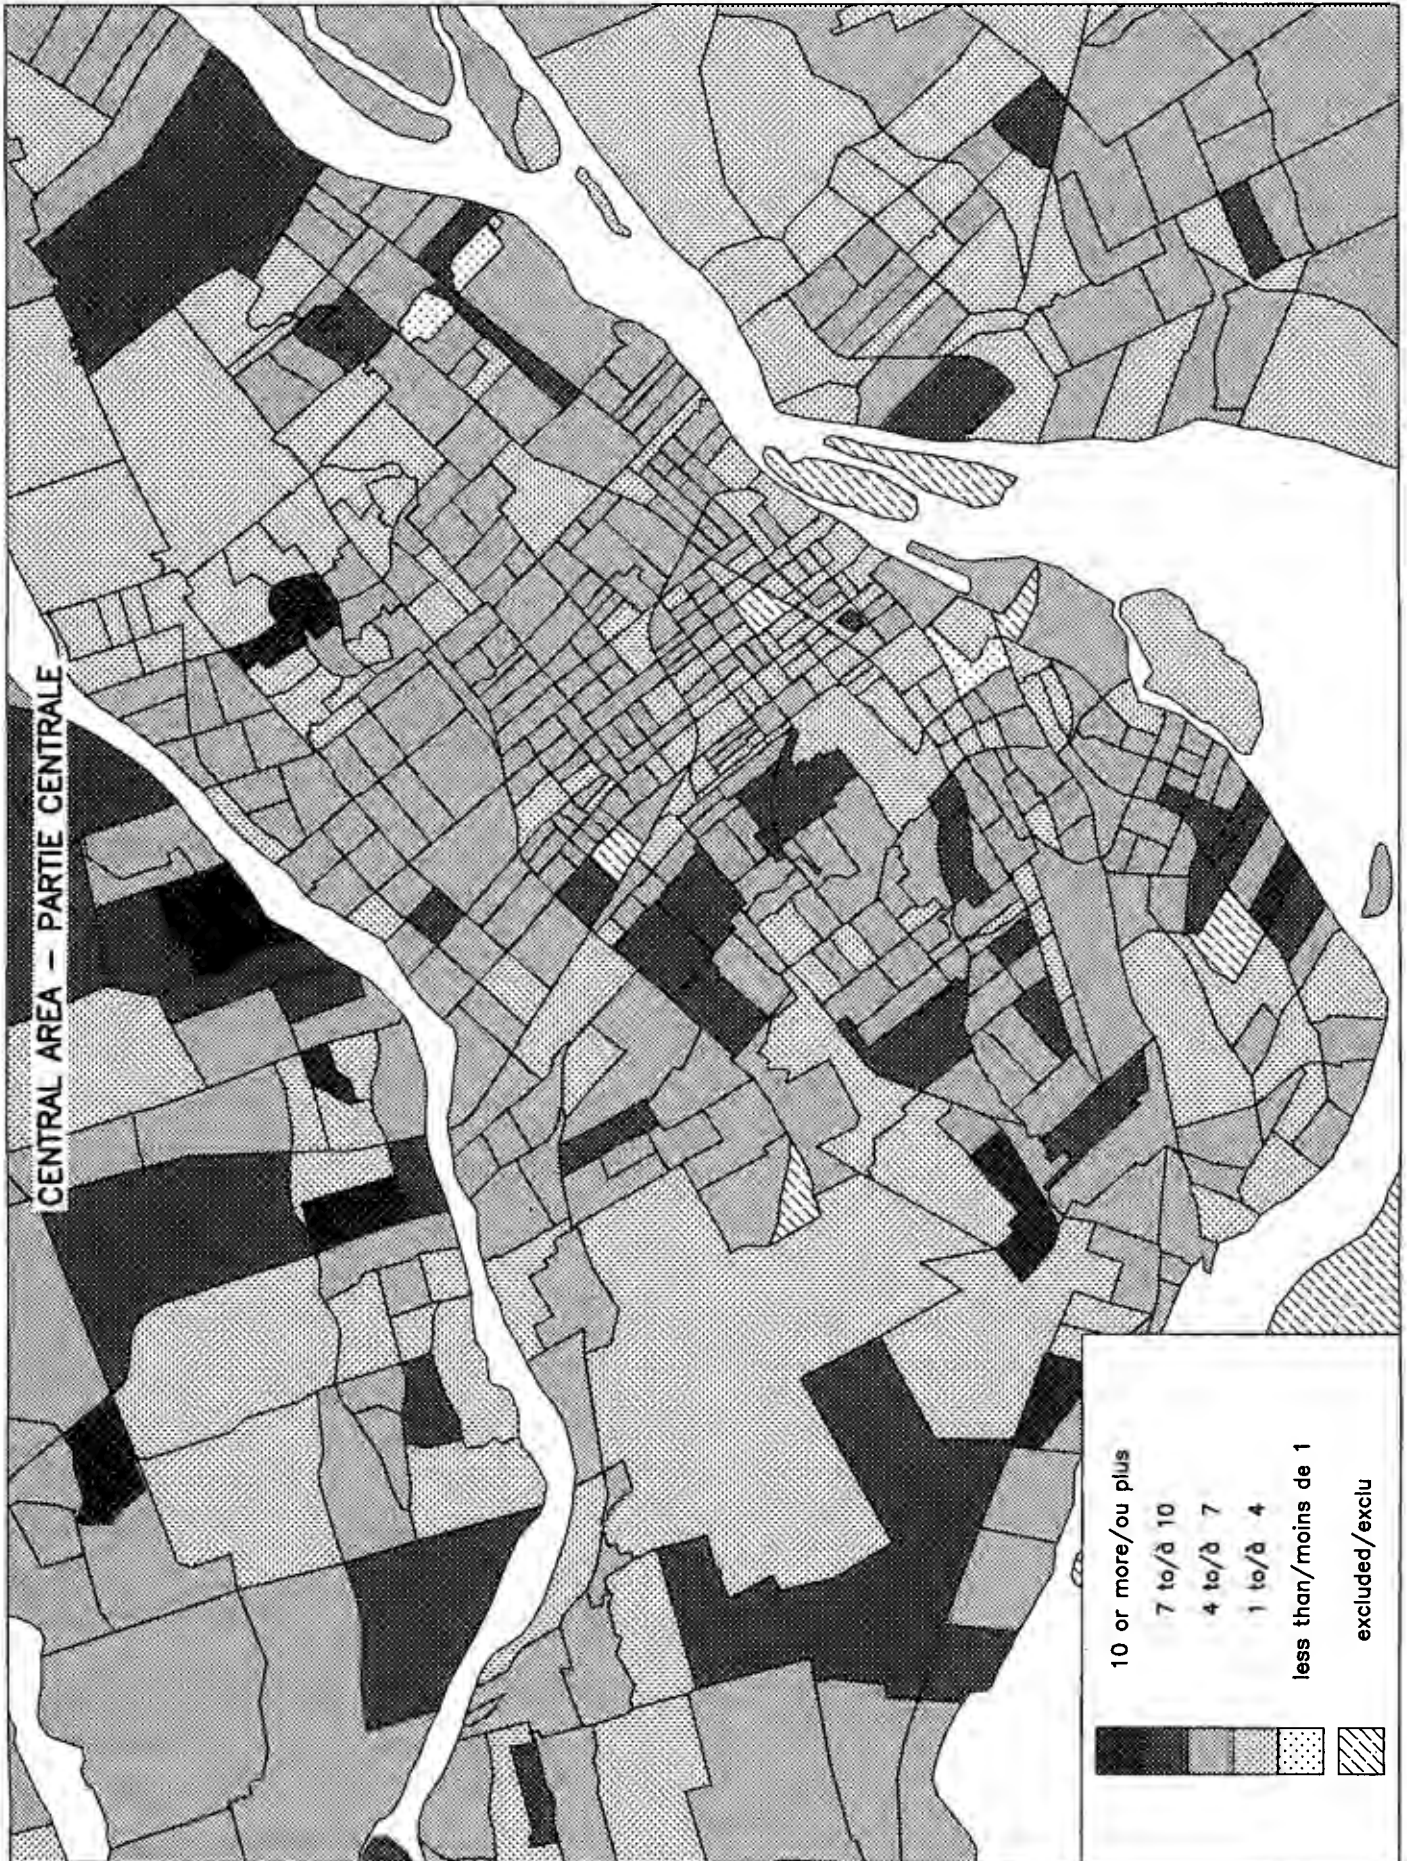 CENTRAL AREA – PARTIE CENTRALE
10 or more/ou plus
7 to/à 10
4 to/à 7
1 to/à 4
less than/moins de 1
excluded/exclu